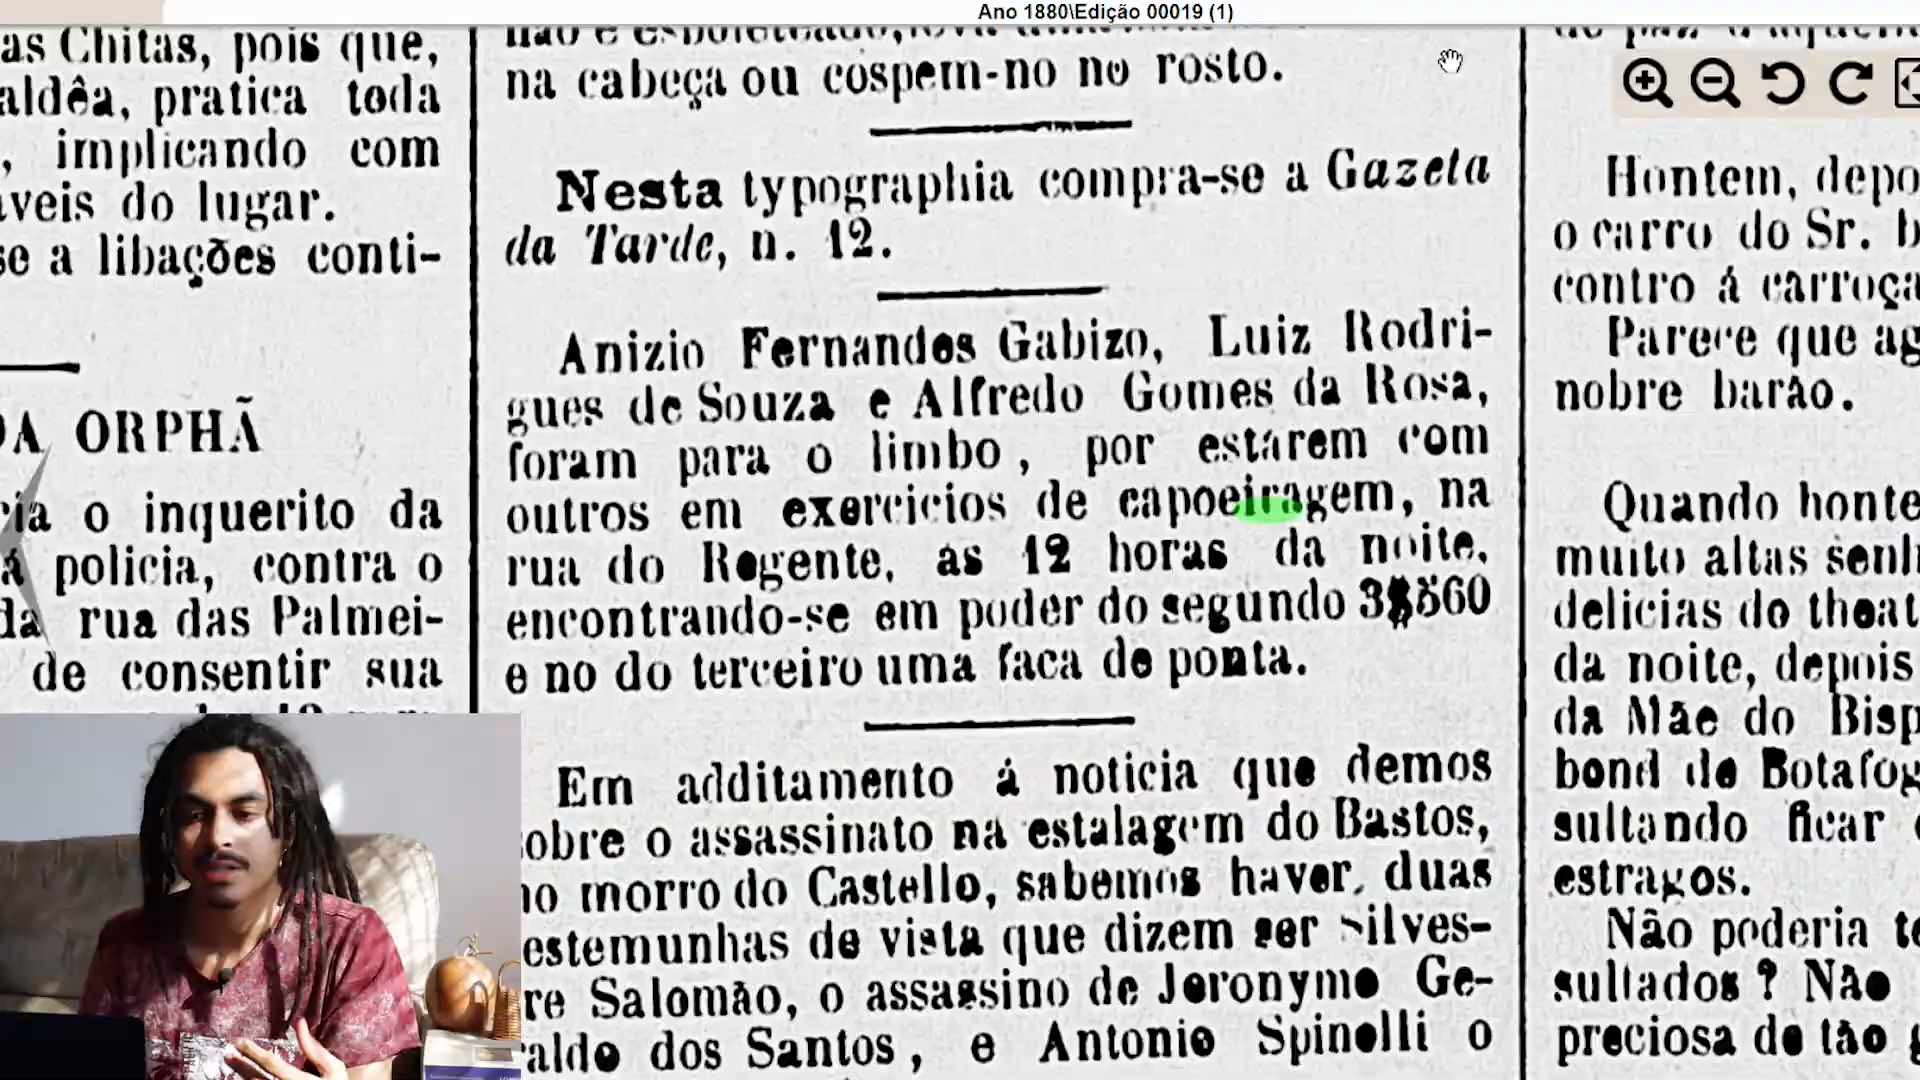 Ano 1880\Edição 00019 (1)
as Chitas, pois que,
aldêa, pratica toda
, implicando com
veis do lugar.
se a libações conti-
DA ORPHÃ
o inquerito da
á policia, contra o
da rua das Palmei-
de consentir sua
na cabeça ou cospem-no no rosto.
Nesta typographia compra-se a Gazeta
da Tarde, n. 12.
Anizio Fernandes Gabizo, Luiz Rodri-
gues de Souza e Alfredo Gomes da Rosa,
foram para o limbo, por estarem com
outros em exercicios de capoeiragem, na
rua do Regente, as 12 horas da noite,
encontrando-se em poder do segundo 3$560
e no do terceiro uma faca de ponta.
Em additamento á noticia que demos
sobre o assassinato na estalagem do Bastos,
no morro do Castello, sabemos haver, duas
estemunhas de vista que dizem ser Silves-
re Salomão, o assassino de Jeronymo Ge-
raldo dos Santos, e Antonio Spinelli o
Hontem, depo
o carro do Sr. b
contro á carroça
Parece que ag
nobre barão.
Quando honte
muito altas senh
delicias do theat
da noite, depois
da Mãe do Bisp
bond de Botafog
sultando ficar
estragos.
Não poderia te
sultados? Não
preciosa de tão g